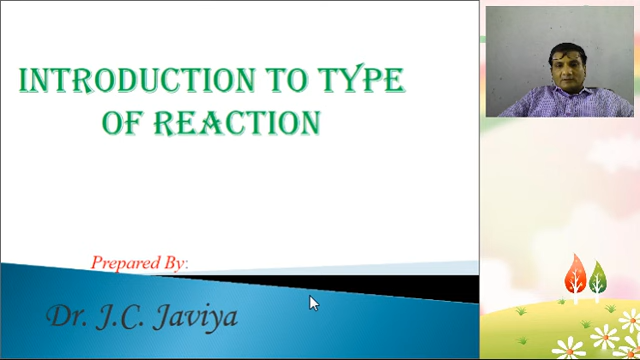 INTRODUCTION TO TYPE
OF REACTION
Prepared By:
Dr. J.C. Javiya